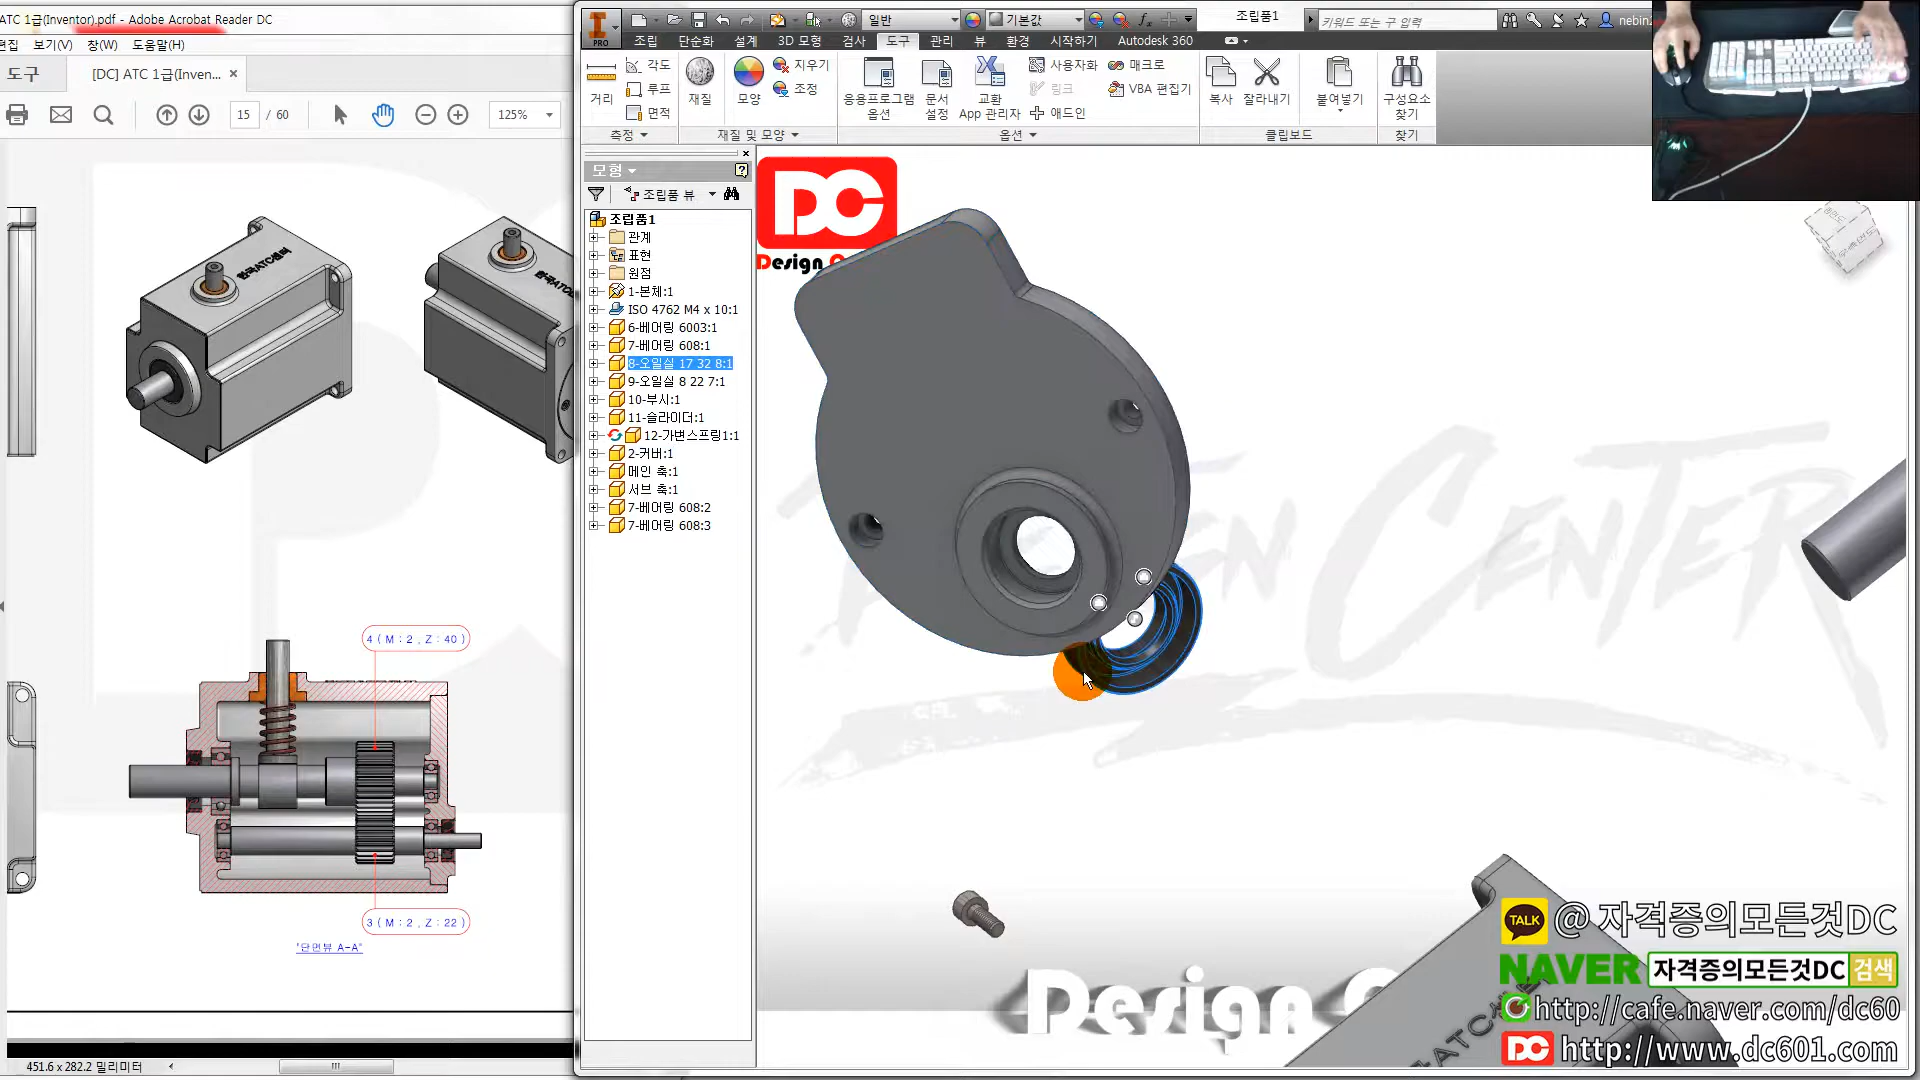 ATC 1급(Inventor).pdf - Adobe Acrobat Reader DC
편집 보기(V) 창(W) 도움말(H)
도구 [DC] ATC 1급(Inven... ×
15 / 60 125%
4 ( M : 2 , Z : 40 )
3 ( M : 2 , Z : 22 )
"단면뷰 A-A"
451.6 x 282.2 밀리미터
PRO
일반 기본값 조립품1 키워드 또는 구 입력 nebin
조립 단순화 설계 3D 모형 검사 도구 관리 뷰 환경 시작하기 Autodesk 360
거리 각도 루프 면적
측정
재질 모양 지우기 조정
재질 및 모양
응용프로그램 옵션
문서 설정
교환 App 관리자
사용자화 링크 애드인
매크로 VBA 편집기
옵션
복사 잘라내기 붙여넣기
클립보드
구성요소 찾기
찾기
모형
조립품 뷰
조립품1
관계
표현
원점
1-본체:1
ISO 4762 M4 x 10:1
6-베어링 6003:1
7-베어링 608:1
8-오일실 17 32 8:1
9-오일실 8 22 7:1
10-부시:1
11-슬라이더:1
12-가변스프링1:1
2-커버:1
메인 축:1
서브 축:1
7-베어링 608:2
7-베어링 608:3
DC
Design
CENTER
Design C
TALK @ 자격증의모든것DC
NAVER 자격증의모든것DC 검색
http://cafe.naver.com/dc60
DC http://www.dc601.com